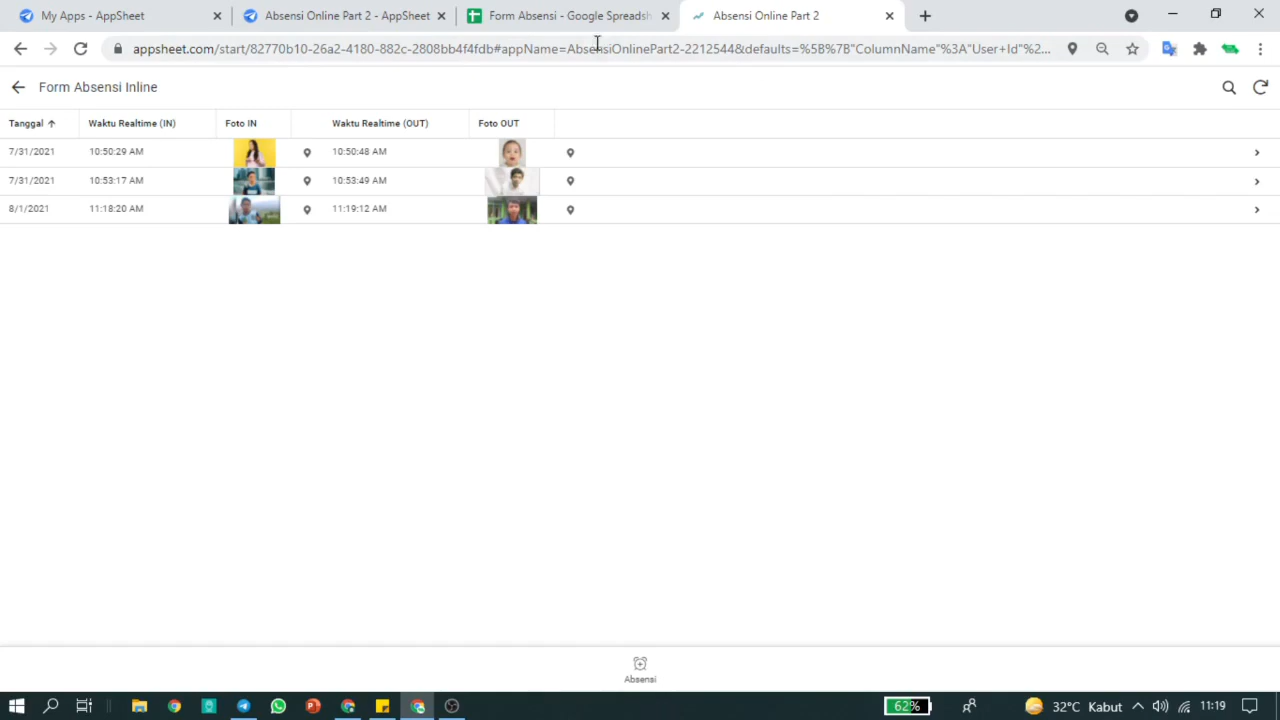 My Apps - AppSheet
Absensi Online Part 2 - AppSheet
Form Absensi - Google Spreadsh
Absensi Online Part 2
appsheet.com/start/82770b10-26a2-4180-882c-2808bb4f4fdb#appName=AbsensiOnlinePart2-2212544&defaults=%5B%7B"ColumnName"%3A"User+Id"%2...
Form Absensi Inline
Tanggal Waktu Realtime (IN) Foto IN Waktu Realtime (OUT) Foto OUT
7/31/2021 10:50:29 AM 10:50:48 AM
7/31/2021 10:53:17 AM 10:53:49 AM
8/1/2021 11:18:20 AM 11:19:12 AM
Absensi
62% 32°C Kabut 11:19